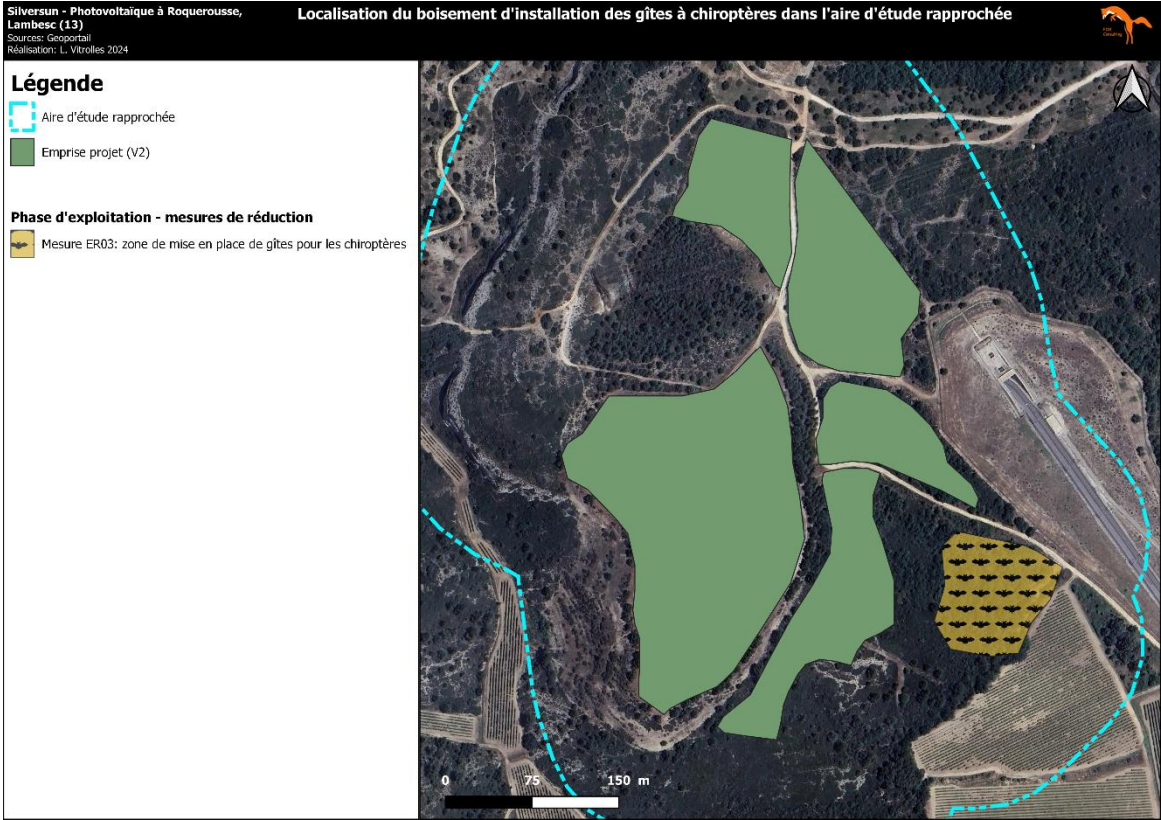 Silversun - Photovoltaïque à Roquerousse,
Lambesc (13)
Sources: Geoportail
Réalisation: L. Vitrolles 2024
Localisation du boisement d'installation des gîtes à chiroptères dans l'aire d'étude rapprochée
Légende
Aire d'étude rapprochée
Emprise projet (V2)
Phase d'exploitation - mesures de réduction
Mesure ER03: zone de mise en place de gîtes pour les chiroptères
0 75 150 m